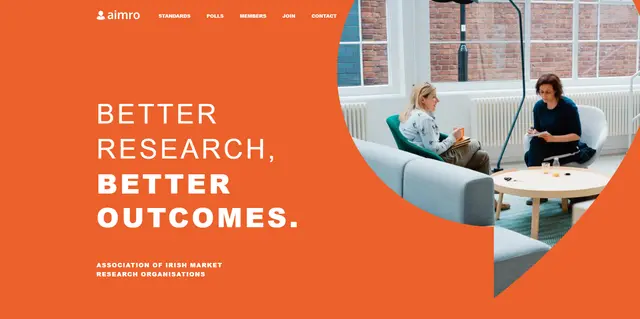 aimro STANDARDS POLLS MEMBERS JOIN CONTACT
BETTER
RESEARCH,
BETTER
OUTCOMES.
ASSOCIATION OF IRISH MARKET
RESEARCH ORGANISATIONS